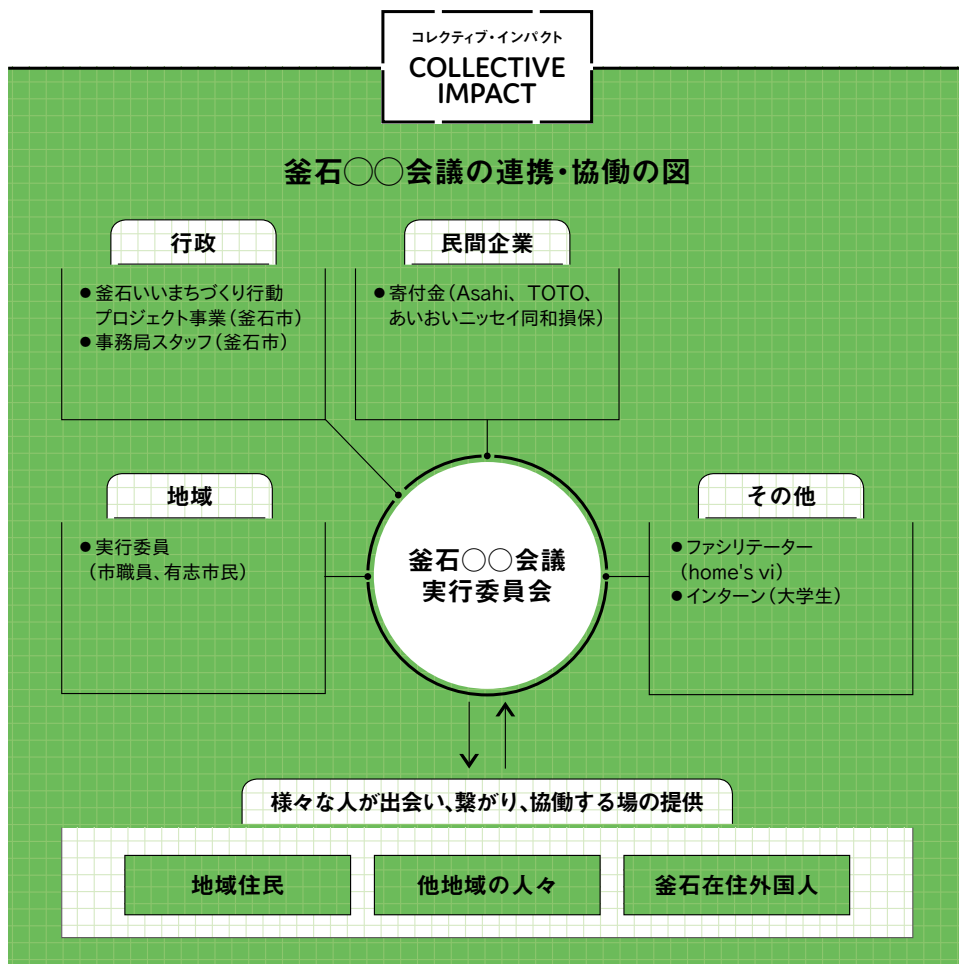 コレクティブ・インパクト
COLLECTIVE
IMPACT
釜石◯◯会議の連携・協働の図
行政
●釜石いいまちづくり行動
プロジェクト事業(釜石市)
●事務局スタッフ(釜石市)
民間企業
●寄付金(Asahi、TOTO、
あいおいニッセイ同和損保)
地域
●実行委員
(市職員、有志市民)
釜石◯◯会議
実行委員会
その他
●ファシリテーター
(home's vi)
●インターン(大学生)
様々な人が出会い、繋がり、協働する場の提供
地域住民
他地域の人々
釜石在住外国人